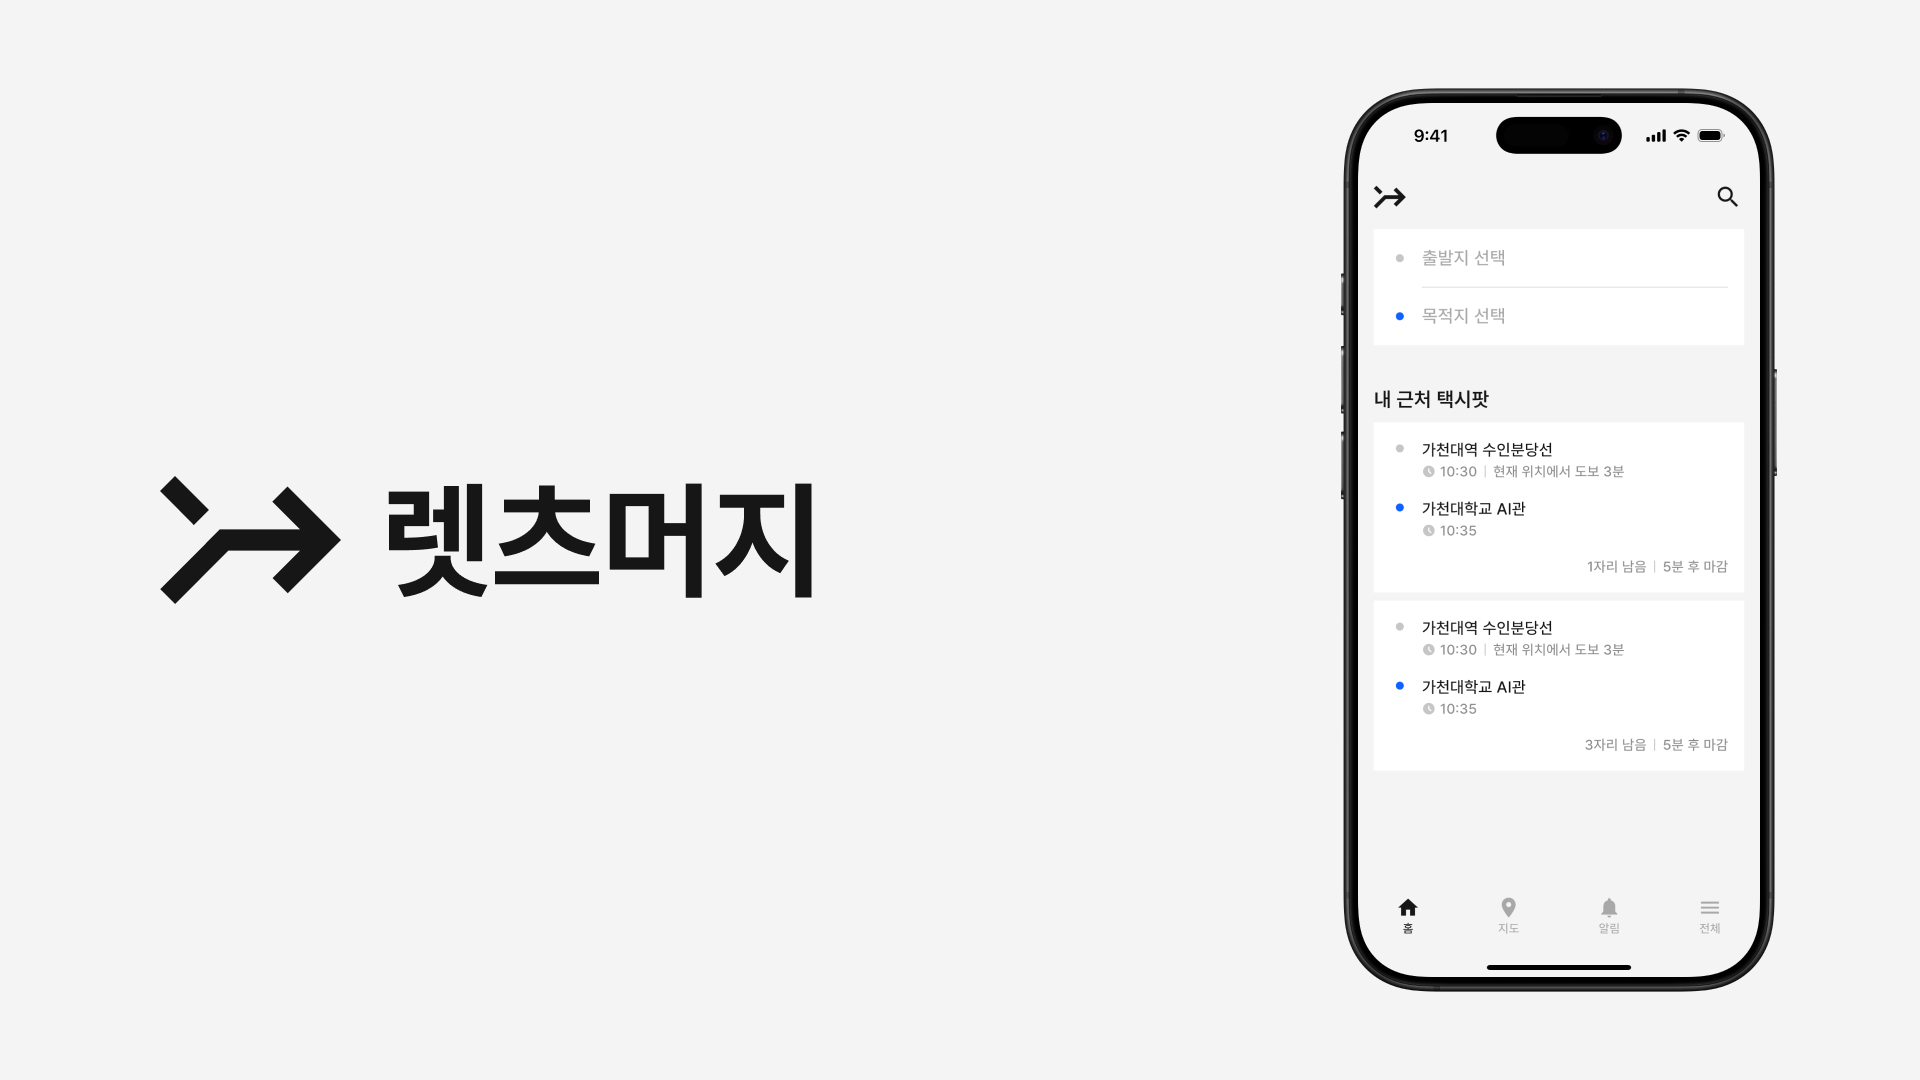 렛츠머지
9:41
출발지 선택
목적지 선택
내 근처 택시팟
가천대역 수인분당선
10:30 | 현재 위치에서 도보 3분
가천대학교 AI관
10:35
1자리 남음 | 5분 후 마감
가천대역 수인분당선
10:30 | 현재 위치에서 도보 3분
가천대학교 AI관
10:35
3자리 남음 | 5분 후 마감
홈 지도 알림 전체